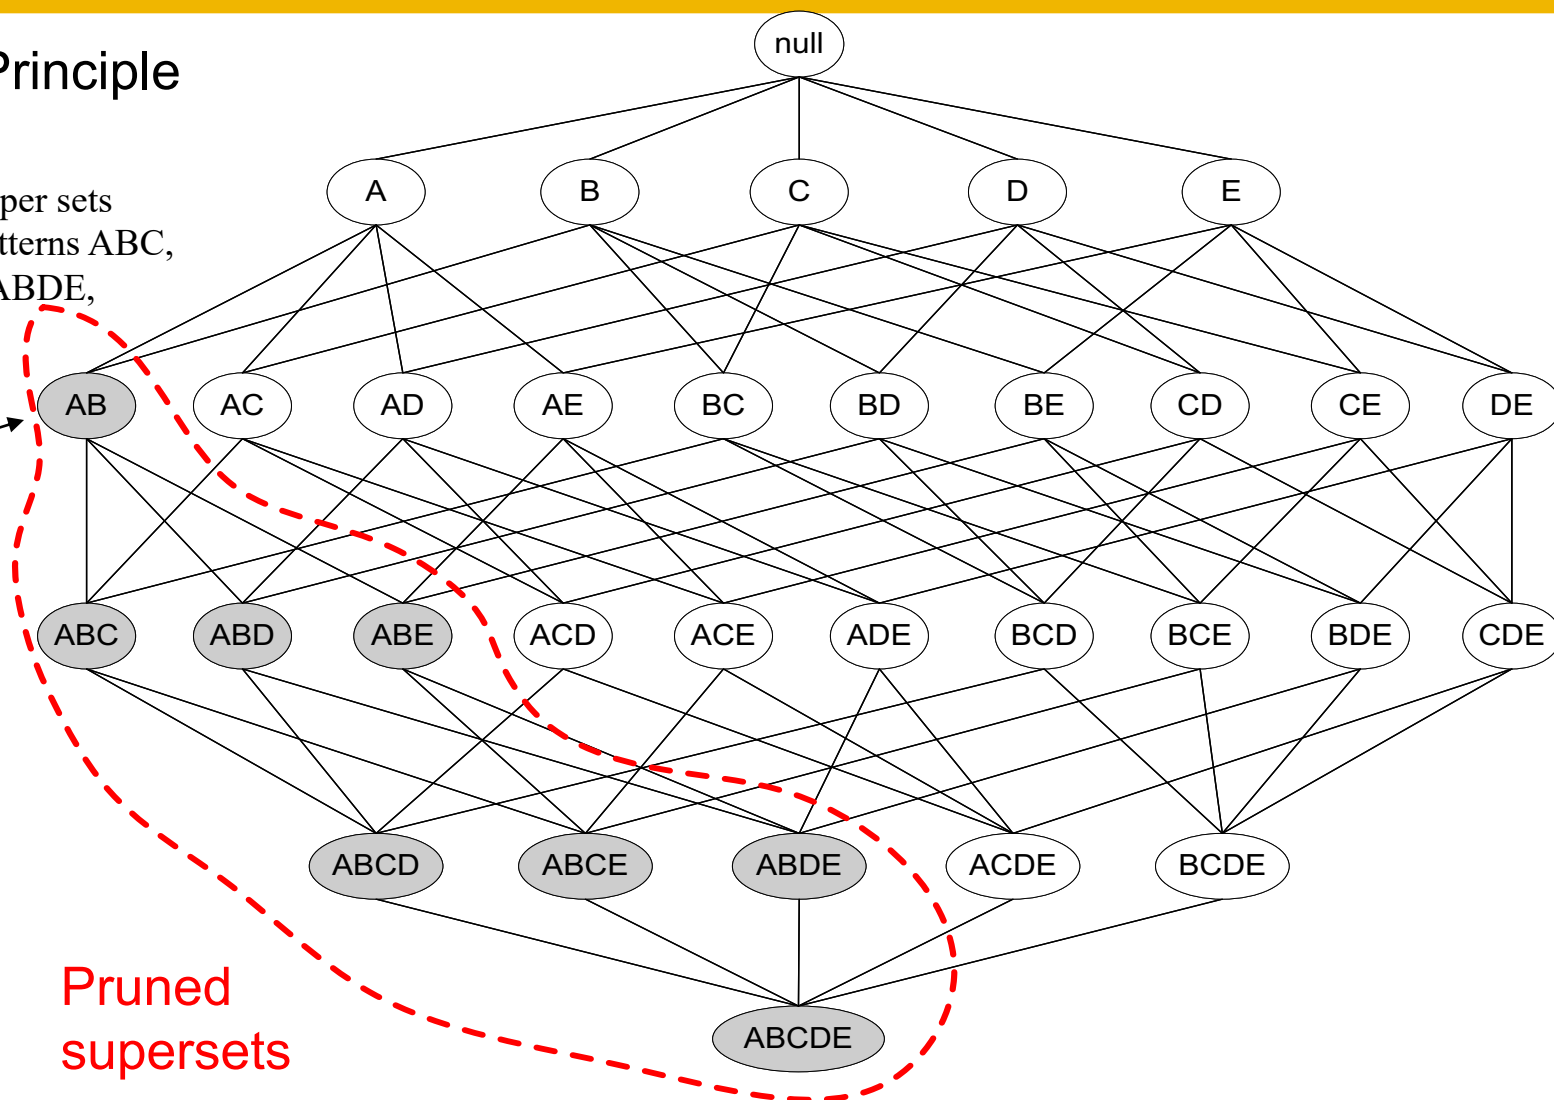 Principle
null
A B C D E
per sets
tterns ABC,
ABDE,
AB AC AD AE BC BD BE CD CE DE
ABC ABD ABE ACD ACE ADE BCD BCE BDE CDE
ABCD ABCE ABDE ACDE BCDE
Pruned
supersets
ABCDE